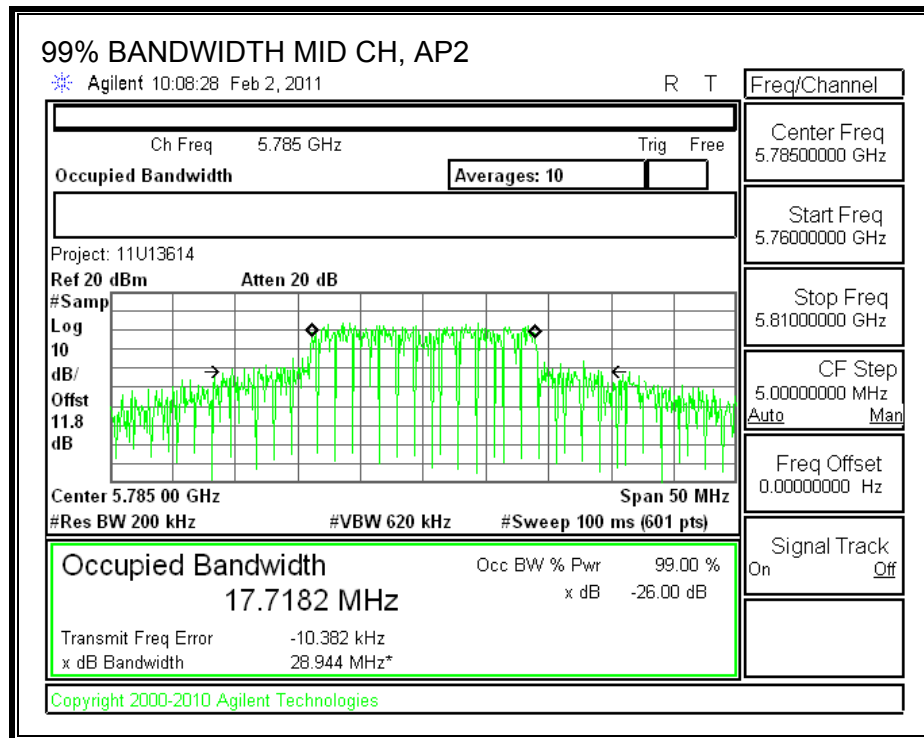 99% BANDWIDTH MID CH, AP2
Agilent 10:08:28 Feb 2, 2011 R T
Freq/Channel
Ch Freq 5.785 GHz Trig Free
Occupied Bandwidth Averages: 10
Center Freq
5.78500000 GHz
Start Freq
5.76000000 GHz
Project: 11U13614
Ref 20 dBm Atten 20 dB
#Samp
Log
10
dB/
Offst
11.8
dB
Stop Freq
5.81000000 GHz
CF Step
5.00000000 MHz
Auto Man
Freq Offset
0.00000000 Hz
Center 5.785 00 GHz Span 50 MHz
#Res BW 200 kHz #VBW 620 kHz #Sweep 100 ms (601 pts)
Signal Track
On Off
Occupied Bandwidth Occ BW % Pwr 99.00 %
17.7182 MHz x dB -26.00 dB
Transmit Freq Error -10.382 kHz
x dB Bandwidth 28.944 MHz*
Copyright 2000-2010 Agilent Technologies